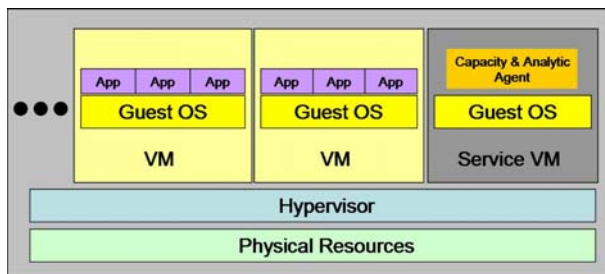 App App App
Guest OS
VM
App App App
Guest OS
VM
Capacity & Analytic
Agent
Guest OS
Service VM
Hypervisor
Physical Resources